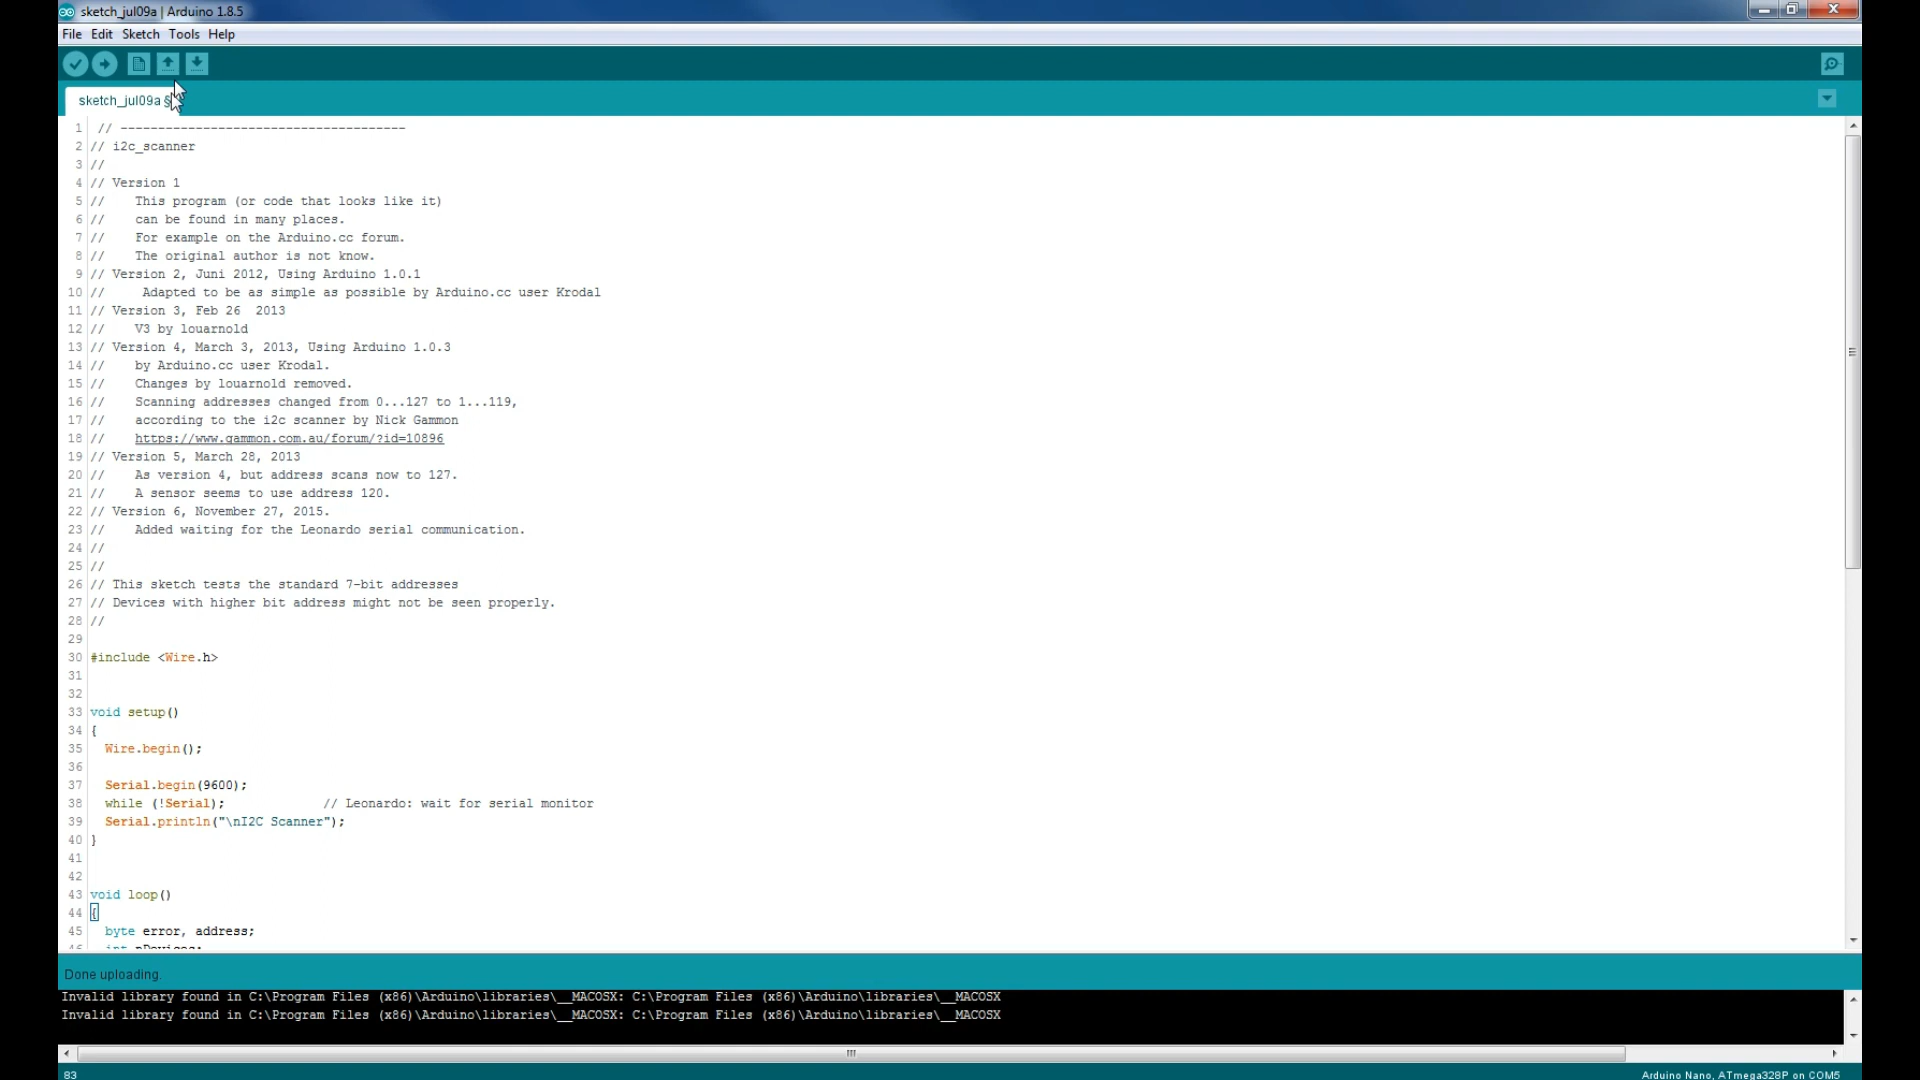 sketch_jul09a | Arduino 1.8.5
File Edit Sketch Tools Help
sketch_jul09a §
1 // --------------------------------------
2 // i2c_scanner
3 //
4 // Version 1
5 //    This program (or code that looks like it)
6 //    can be found in many places.
7 //    For example on the Arduino.cc forum.
8 //    The original author is not know.
9 // Version 2, Juni 2012, Using Arduino 1.0.1
10 //     Adapted to be as simple as possible by Arduino.cc user Krodal
11 // Version 3, Feb 26  2013
12 //    V3 by louarnold
13 // Version 4, March 3, 2013, Using Arduino 1.0.3
14 //    by Arduino.cc user Krodal.
15 //    Changes by louarnold removed.
16 //    Scanning addresses changed from 0...127 to 1...119,
17 //    according to the i2c scanner by Nick Gammon
18 //    https://www.gammon.com.au/forum/?id=10896
19 // Version 5, March 28, 2013
20 //    As version 4, but address scans now to 127.
21 //    A sensor seems to use address 120.
22 // Version 6, November 27, 2015.
23 //    Added waiting for the Leonardo serial communication.
24 //
25 //
26 // This sketch tests the standard 7-bit addresses
27 // Devices with higher bit address might not be seen properly.
28 //
29
30 #include <Wire.h>
31
32
33 void setup()
34 {
35   Wire.begin();
36
37   Serial.begin(9600);
38   while (!Serial);             // Leonardo: wait for serial monitor
39   Serial.println("\nI2C Scanner");
40 }
41
42
43 void loop()
44 {
45   byte error, address;
46   int nDevices;
Done uploading.
Invalid library found in C:\Program Files (x86)\Arduino\libraries\__MACOSX: C:\Program Files (x86)\Arduino\libraries\__MACOSX
Invalid library found in C:\Program Files (x86)\Arduino\libraries\__MACOSX: C:\Program Files (x86)\Arduino\libraries\__MACOSX
83 Arduino Nano, ATmega328P on COM5